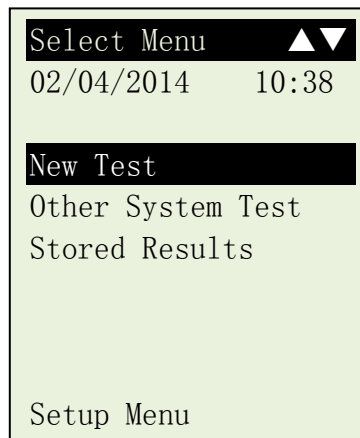 Select Menu ▲▼
02/04/2014 10:38
New Test
Other System Test
Stored Results
Setup Menu